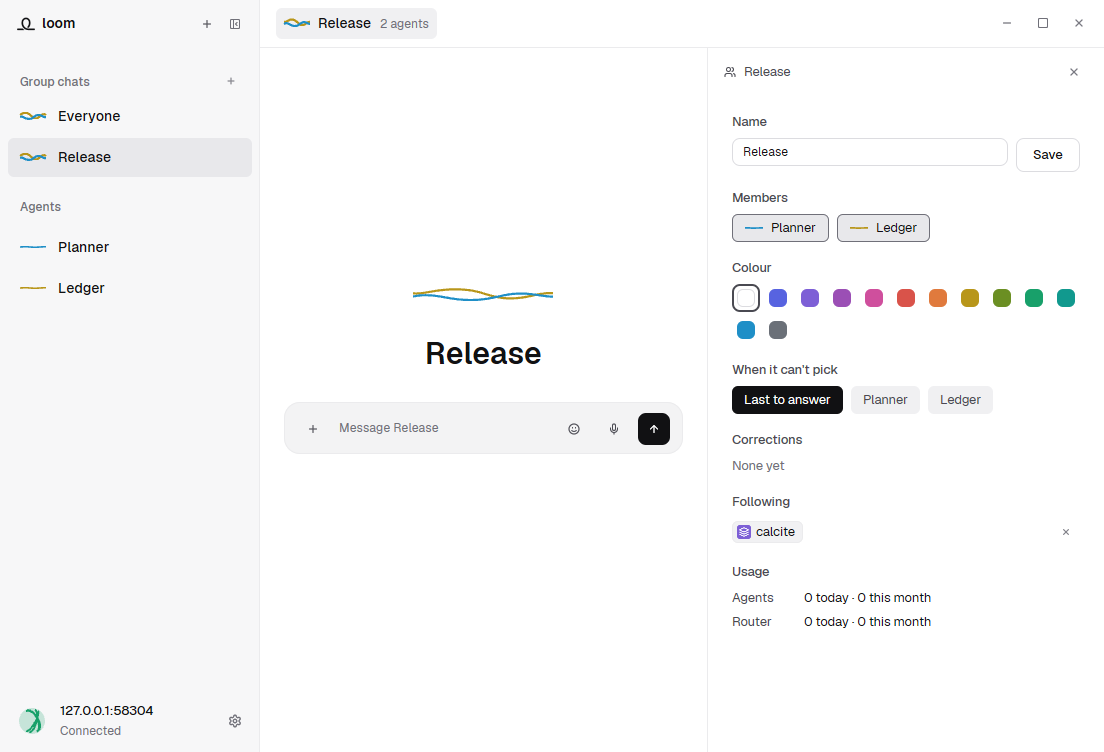 loom
Release 2 agents
Group chats
Everyone
Release
Agents
Planner
Ledger
127.0.0.1:58304
Connected
Release
Message Release
Release
Name
Release
Save
Members
Planner Ledger
Colour
When it can't pick
Last to answer Planner Ledger
Corrections
None yet
Following
calcite
Usage
Agents 0 today · 0 this month
Router 0 today · 0 this month